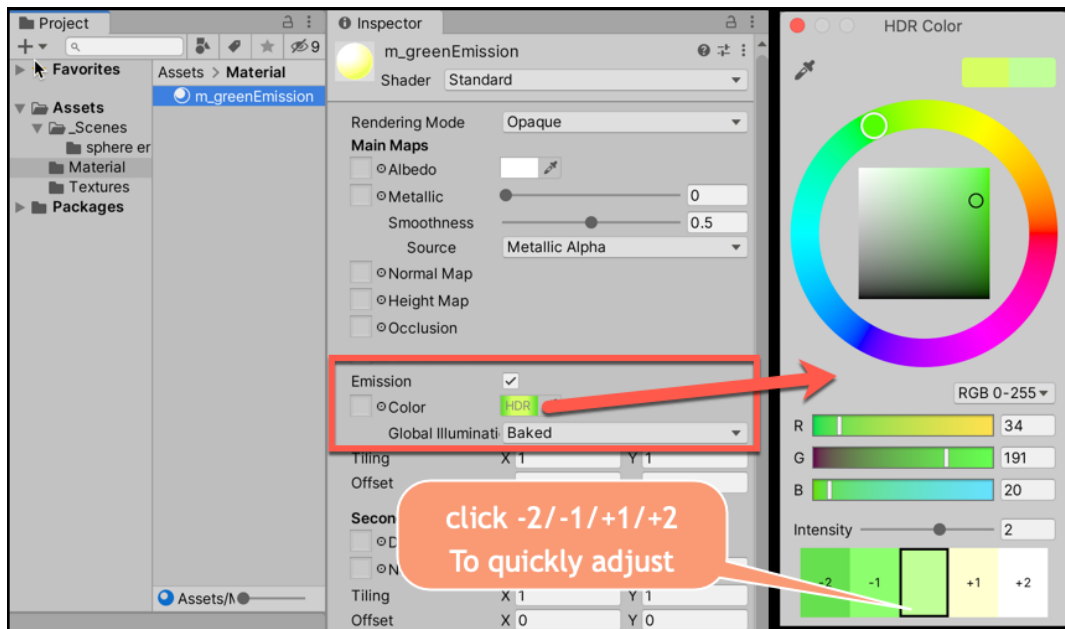 Project
9
Favorites
Assets
_Scenes
sphere er
Material
Textures
Packages
Assets > Material
m_greenEmission
Assets/M
Inspector
m_greenEmission
Shader Standard
Rendering Mode Opaque
Main Maps
Albedo
Metallic 0
Smoothness 0.5
Source Metallic Alpha
Normal Map
Height Map
Occlusion
Emission
Color HDR
Global Illuminati Baked
Tiling X 1 Y 1
Offset
Secon
Tiling X 1 Y 1
Offset X 0 Y 0
click -2/-1/+1/+2
To quickly adjust
HDR Color
RGB 0-255
R 34
G 191
B 20
Intensity 2
-2 -1 +1 +2